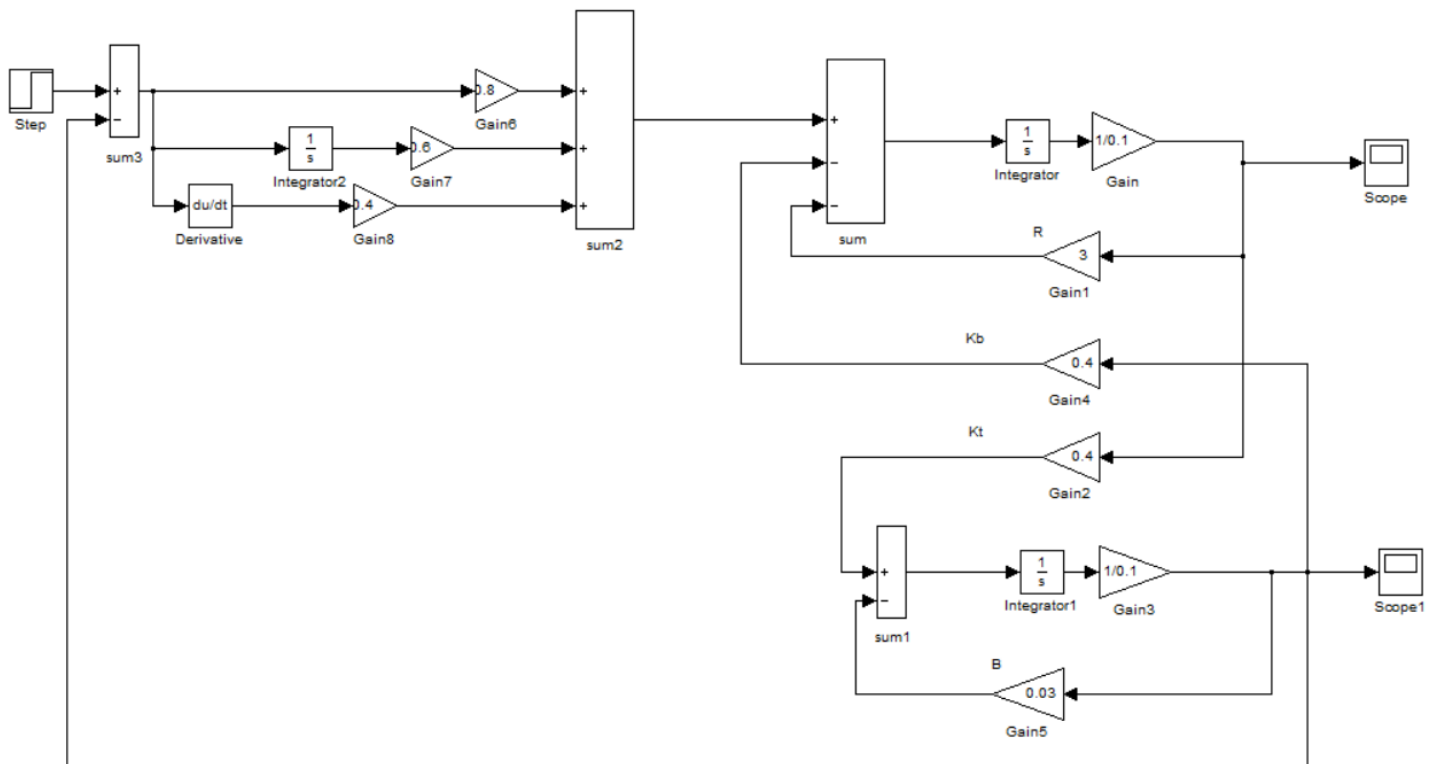 Step
+
−
sum3
0.8
Gain6
1
s
Integrator2
0.6
Gain7
du/dt
Derivative
0.4
Gain8
+
+
+
sum2
+
−
−
sum
1
s
Integrator
1/0.1
Gain
Scope
R
3
Gain1
Kb
0.4
Gain4
Kt
0.4
Gain2
+
−
sum1
1
s
Integrator1
1/0.1
Gain3
Scope1
B
0.03
Gain5